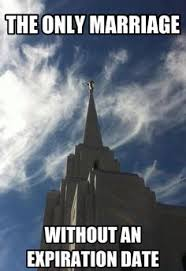 THE ONLY MARRIAGE
WITHOUT AN
EXPIRATION DATE